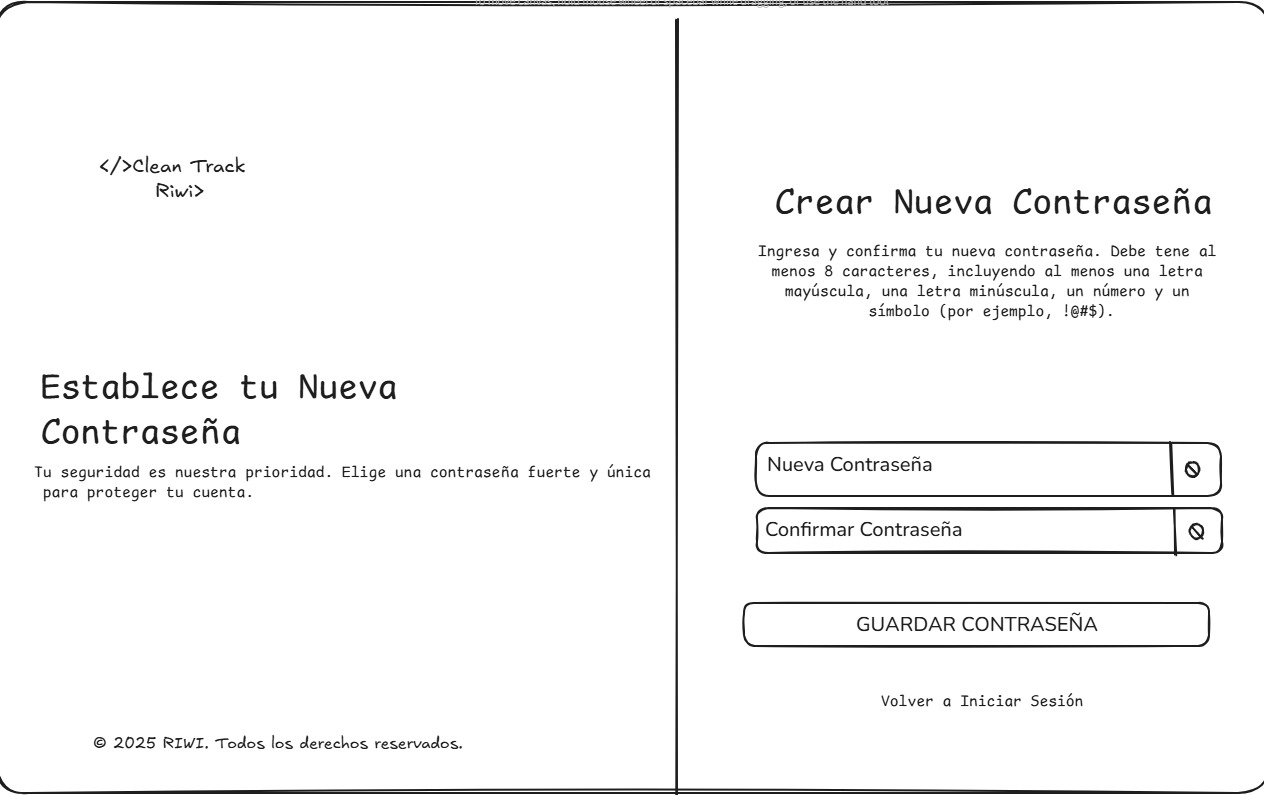 </>Clean Track
Riwi>
Establece tu Nueva
Contraseña
Tu seguridad es nuestra prioridad. Elige una contraseña fuerte y única
para proteger tu cuenta.
© 2025 RIWI. Todos los derechos reservados.
Crear Nueva Contraseña
Ingresa y confirma tu nueva contraseña. Debe tene al
menos 8 caracteres, incluyendo al menos una letra
mayúscula, una letra minúscula, un número y un
símbolo (por ejemplo, !@#$).
Nueva Contraseña
Confirmar Contraseña
GUARDAR CONTRASEÑA
Volver a Iniciar Sesión